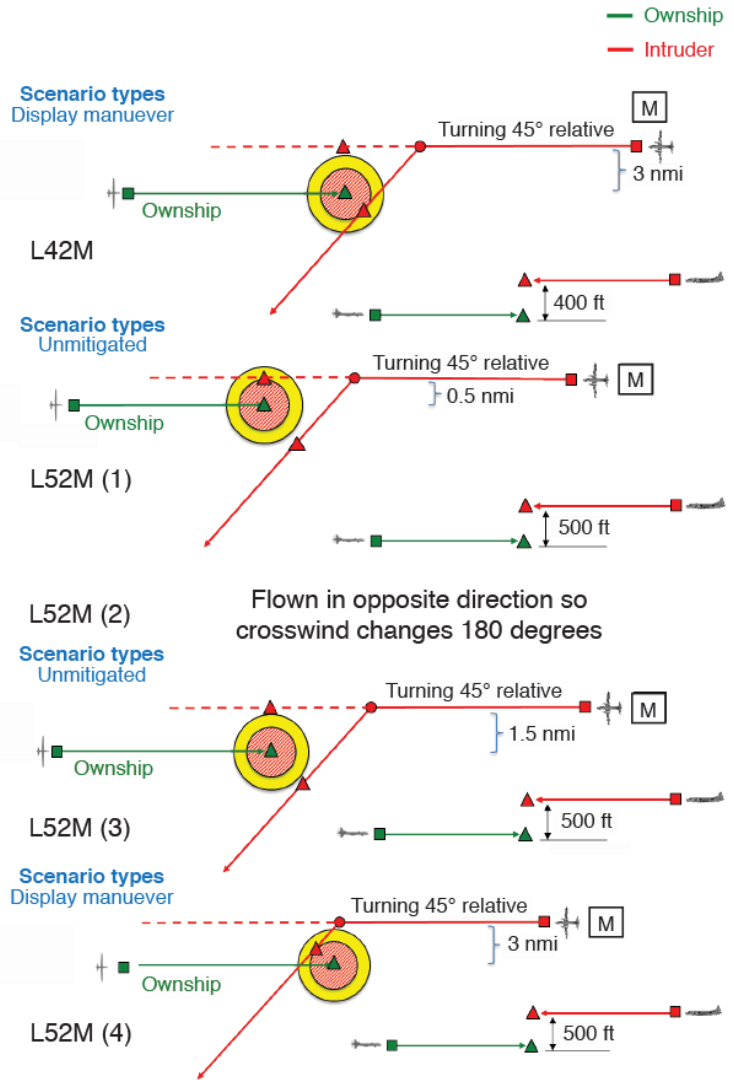 Ownship
Intruder
Scenario types
Display manuever
M
Turning 45° relative
3 nmi
Ownship
L42M
400 ft
Scenario types
Unmitigated
Turning 45° relative
M
0.5 nmi
Ownship
L52M (1)
500 ft
L52M (2)
Flown in opposite direction so
crosswind changes 180 degrees
Scenario types
Unmitigated
Turning 45° relative
M
1.5 nmi
Ownship
L52M (3)
500 ft
Scenario types
Display manuever
Turning 45° relative
M
3 nmi
Ownship
L52M (4)
500 ft